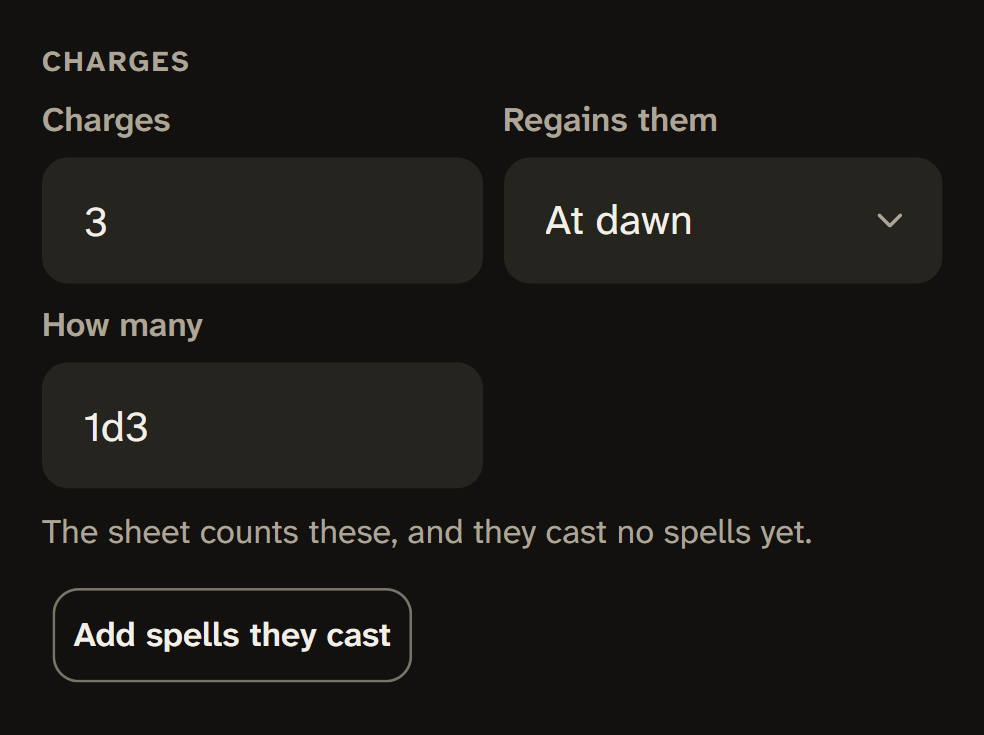 CHARGES
Charges
Regains them
3
At dawn
How many
1d3
The sheet counts these, and they cast no spells yet.
Add spells they cast